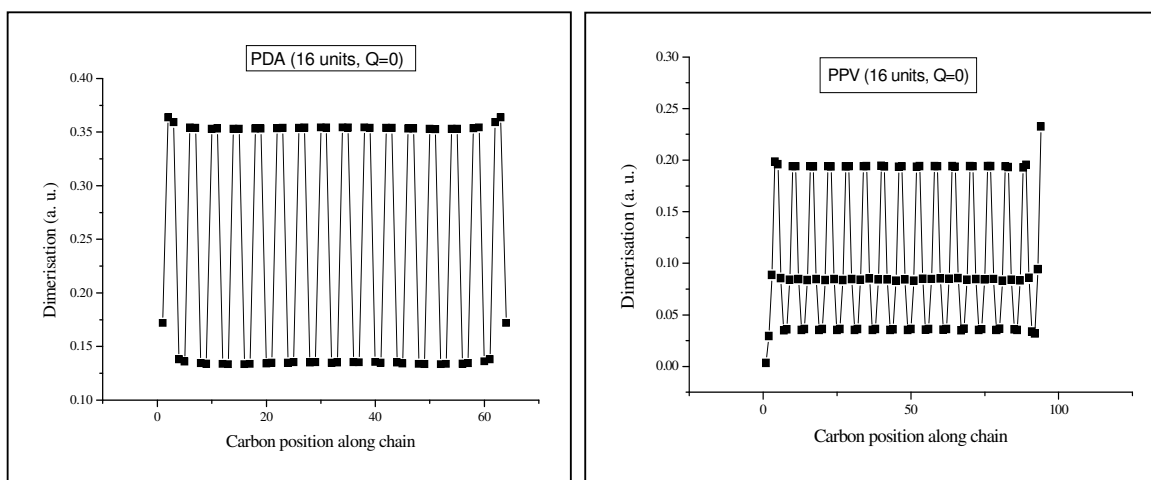 PDA (16 units, Q=0)
0.40
0.35
0.30
0.25
0.20
0.15
0.10
Dimerisation (a. u.)
0 20 40 60
Carbon position along chain
PPV (16 units, Q=0)
0.30
0.25
0.20
0.15
0.10
0.05
0.00
Dimerisation (a. u.)
0 50 100
Carbon position along chain